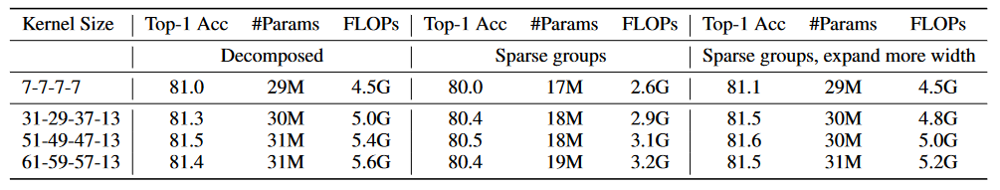 Kernel Size Top-1 Acc #Params FLOPs Top-1 Acc #Params FLOPs Top-1 Acc #Params FLOPs
Decomposed Sparse groups Sparse groups, expand more width
7-7-7-7 81.0 29M 4.5G 80.0 17M 2.6G 81.1 29M 4.5G
31-29-37-13 81.3 30M 5.0G 80.4 18M 2.9G 81.5 30M 4.8G
51-49-47-13 81.5 31M 5.4G 80.5 18M 3.1G 81.6 30M 5.0G
61-59-57-13 81.4 31M 5.6G 80.4 19M 3.2G 81.5 31M 5.2G